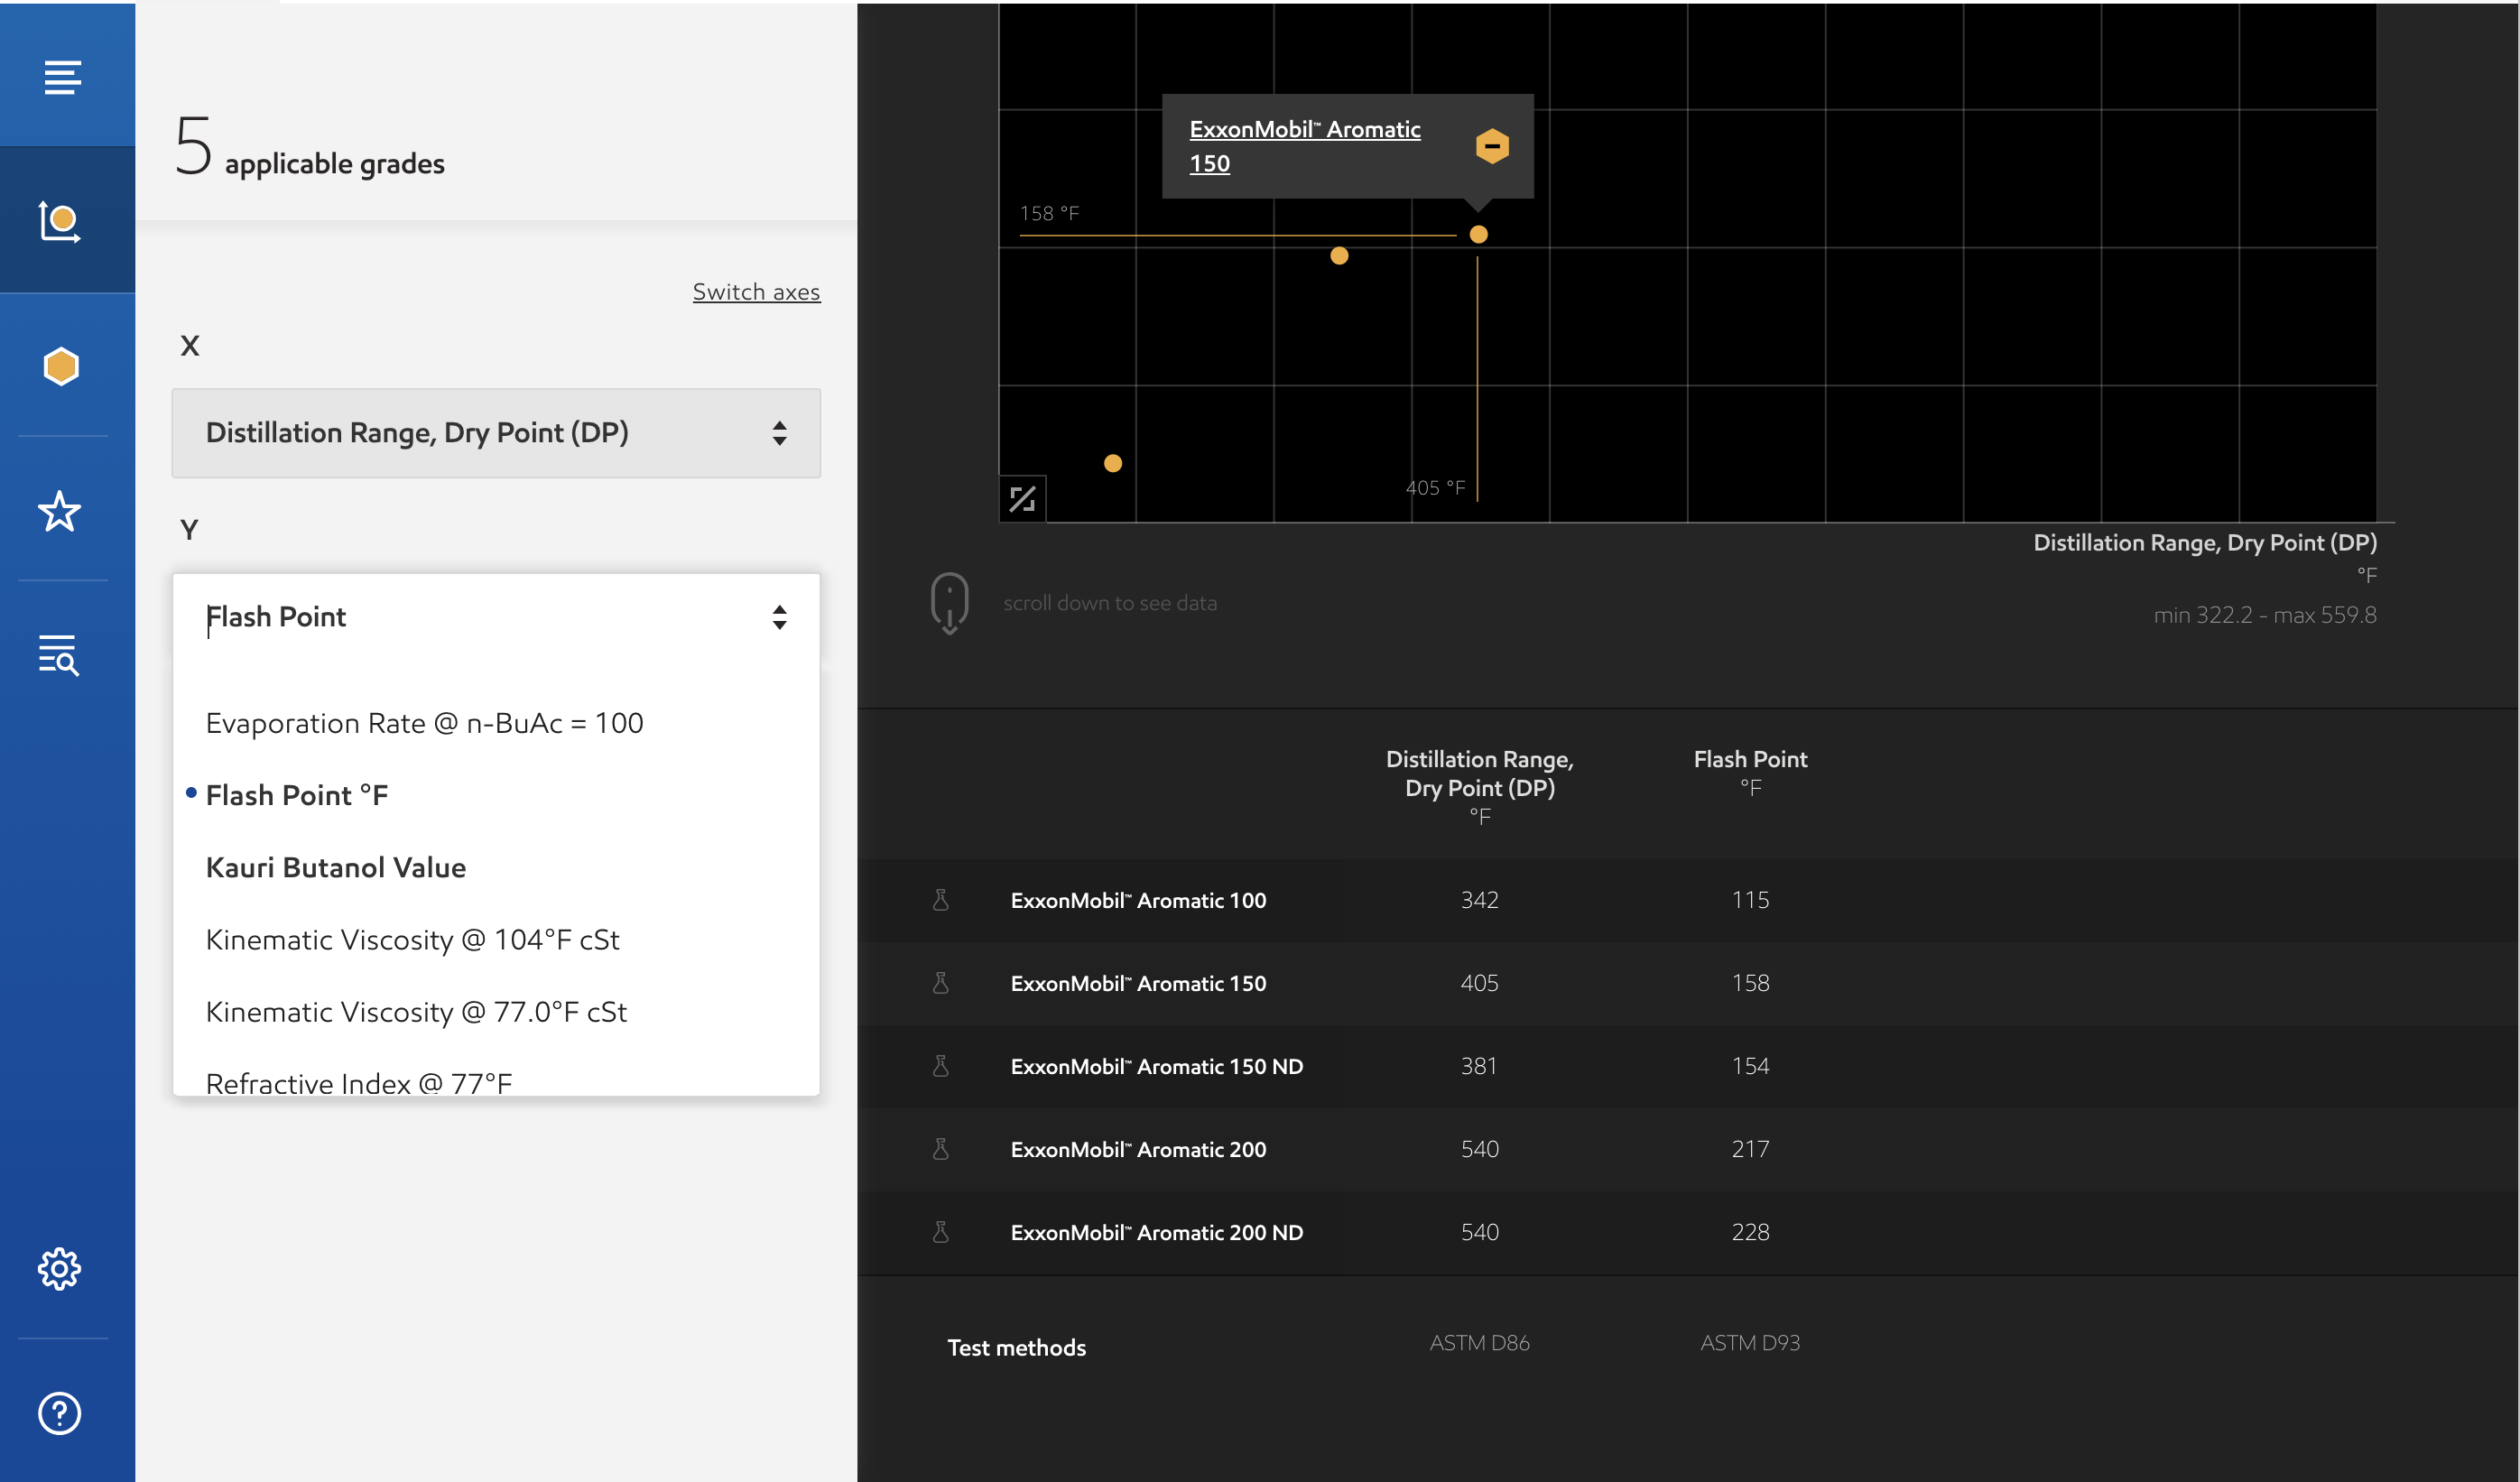 5 applicable grades
Switch axes
X
Distillation Range, Dry Point (DP)
Y
Flash Point
Evaporation Rate @ n-BuAc = 100
Flash Point °F
Kauri Butanol Value
Kinematic Viscosity @ 104°F cSt
Kinematic Viscosity @ 77.0°F cSt
Refractive Index @ 77°F
ExxonMobil™ Aromatic
150
158 °F
405 °F
Distillation Range, Dry Point (DP)
°F
min 322.2 - max 559.8
scroll down to see data
Distillation Range, Flash Point
Dry Point (DP) °F
°F
ExxonMobil™ Aromatic 100 342 115
ExxonMobil™ Aromatic 150 405 158
ExxonMobil™ Aromatic 150 ND 381 154
ExxonMobil™ Aromatic 200 540 217
ExxonMobil™ Aromatic 200 ND 540 228
Test methods ASTM D86 ASTM D93